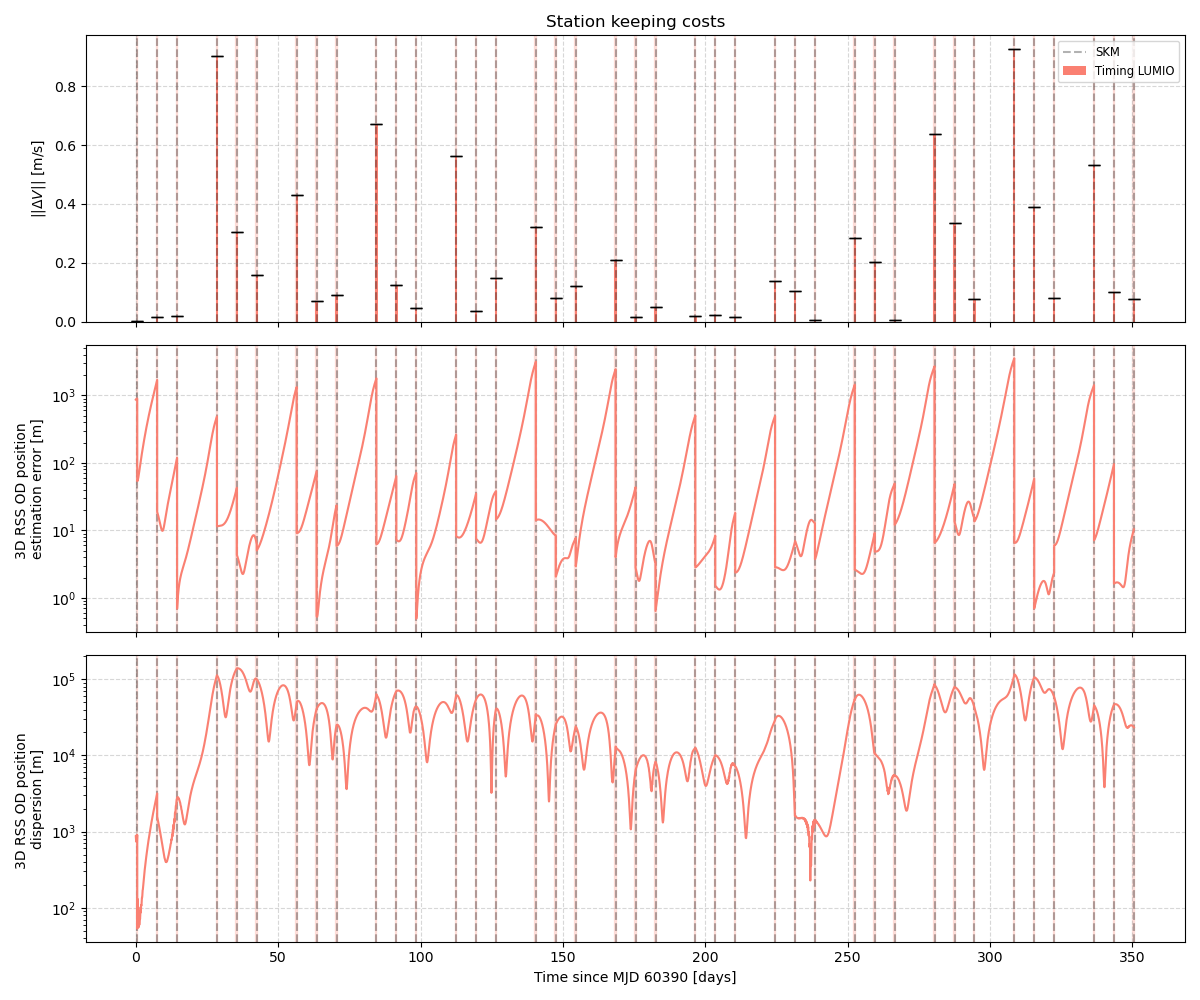 Station keeping costs
SKM
Timing LUMIO
||ΔV|| [m/s]
0.8
0.6
0.4
0.2
0.0
3D RSS OD position
estimation error [m]
10³
10²
10¹
10⁰
3D RSS OD position
dispersion [m]
10⁵
10⁴
10³
10²
0 50 100 150 200 250 300 350
Time since MJD 60390 [days]